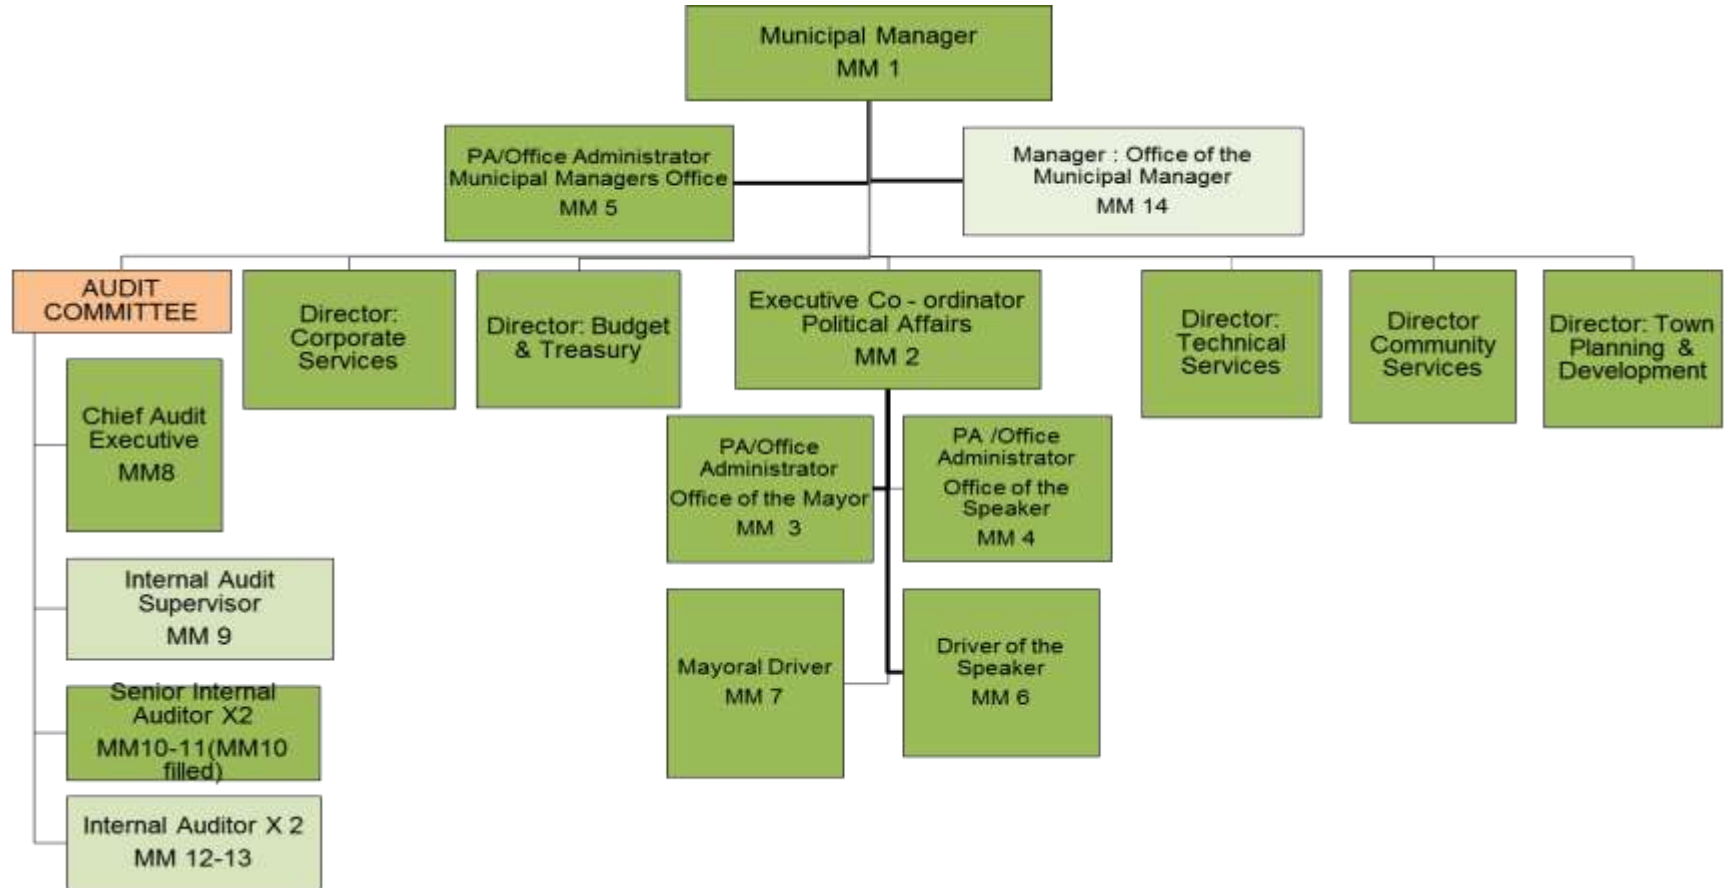 Municipal Manager
MM 1
PA/Office Administrator
Municipal Managers Office
MM 5
Manager : Office of the
Municipal Manager
MM 14
AUDIT
COMMITTEE
Director:
Corporate
Services
Director: Budget
& Treasury
Executive Co - ordinator
Political Affairs
MM 2
Director:
Technical
Services
Director
Community
Services
Director: Town
Planning &
Development
Chief Audit
Executive
MM8
PA/Office
Administrator
Office of the Mayor
MM 3
PA /Office
Administrator
Office of the
Speaker
MM 4
Internal Audit
Supervisor
MM 9
Mayoral Driver
MM 7
Driver of the
Speaker
MM 6
Senior Internal
Auditor X2
MM10-11(MM10
filled)
Internal Auditor X 2
MM 12-13